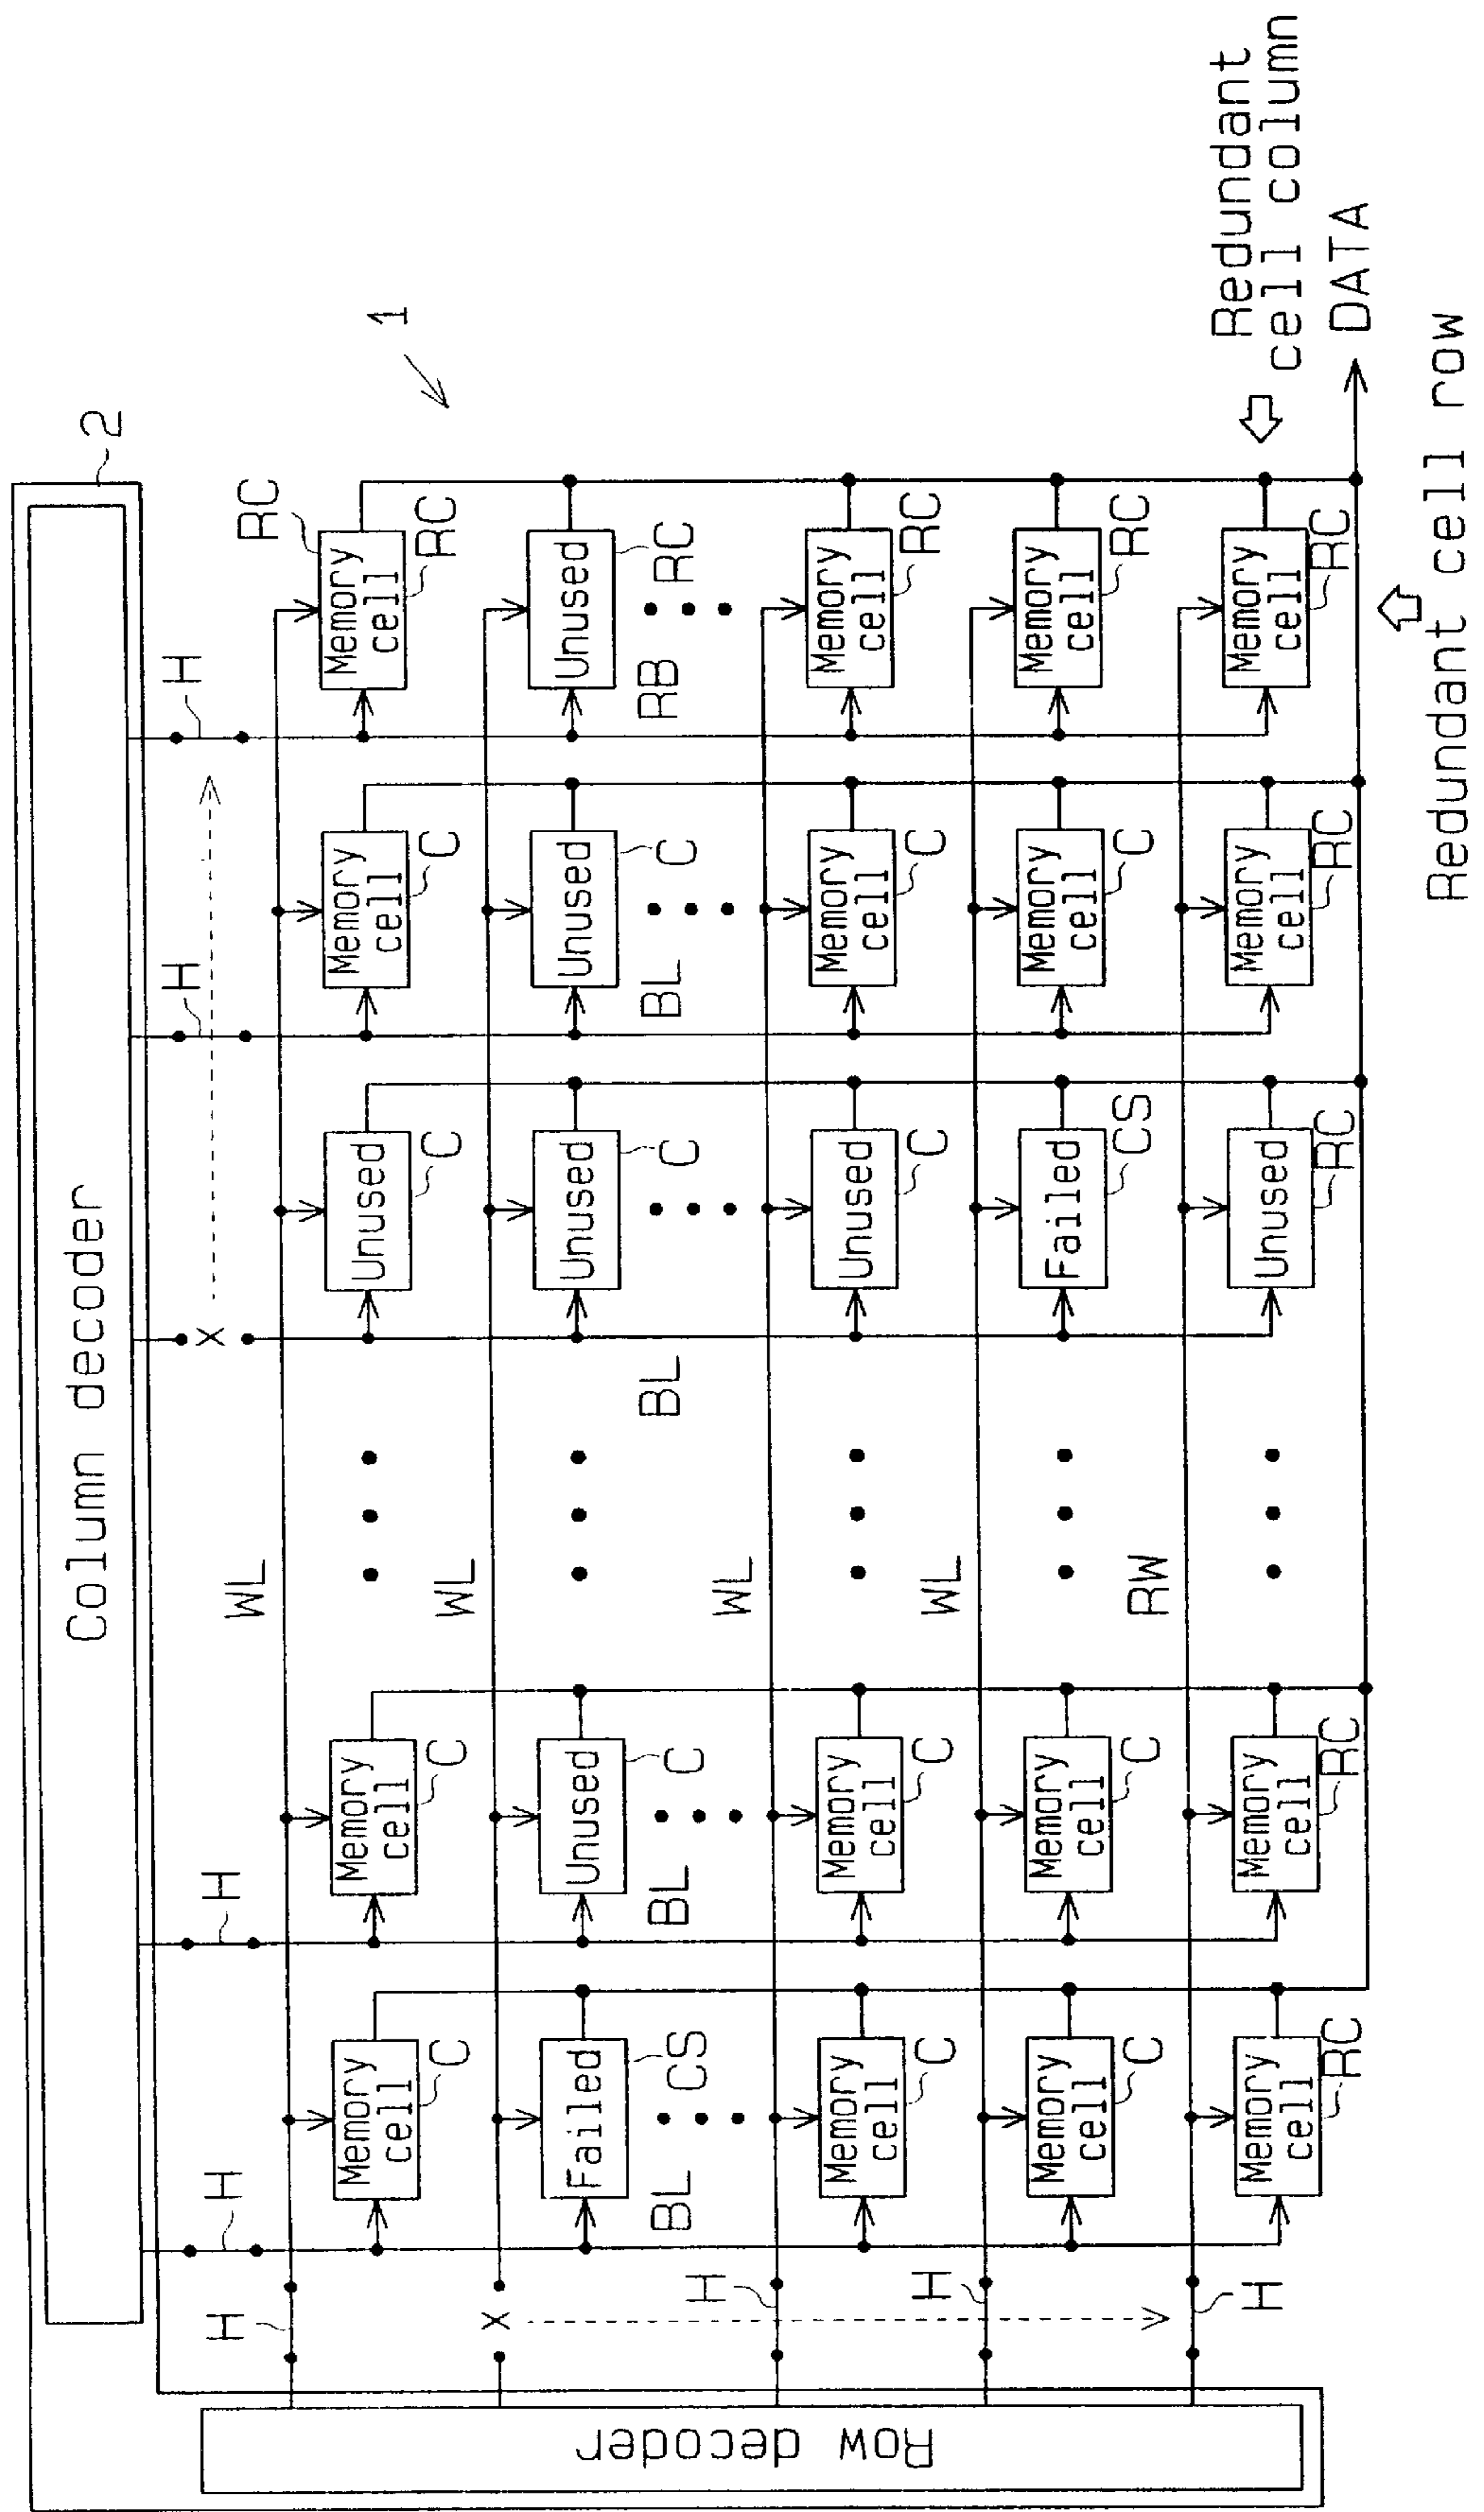 Column decoder
2
H
H
X
H
H
Row decoder
H
WL
RC
Memory
cell
C
Memory
cell
C
Unused
C
Memory
cell
C
Memory
cell
RC
1
X
WL
Failed
CS
Unused
C
Unused
C
Unused
C
Unused
RC
BL
BL
BL
BL
RB
H
WL
Memory
cell
C
Memory
cell
C
Unused
C
Memory
cell
C
Memory
cell
RC
H
WL
Memory
cell
C
Memory
cell
C
Failed
CS
Memory
cell
C
Memory
cell
RC
H
RW
Memory
cell
RC
Memory
cell
RC
Unused
RC
Memory
cell
RC
Memory
cell
RC
Redundant
cell column
DATA
Redundant cell row